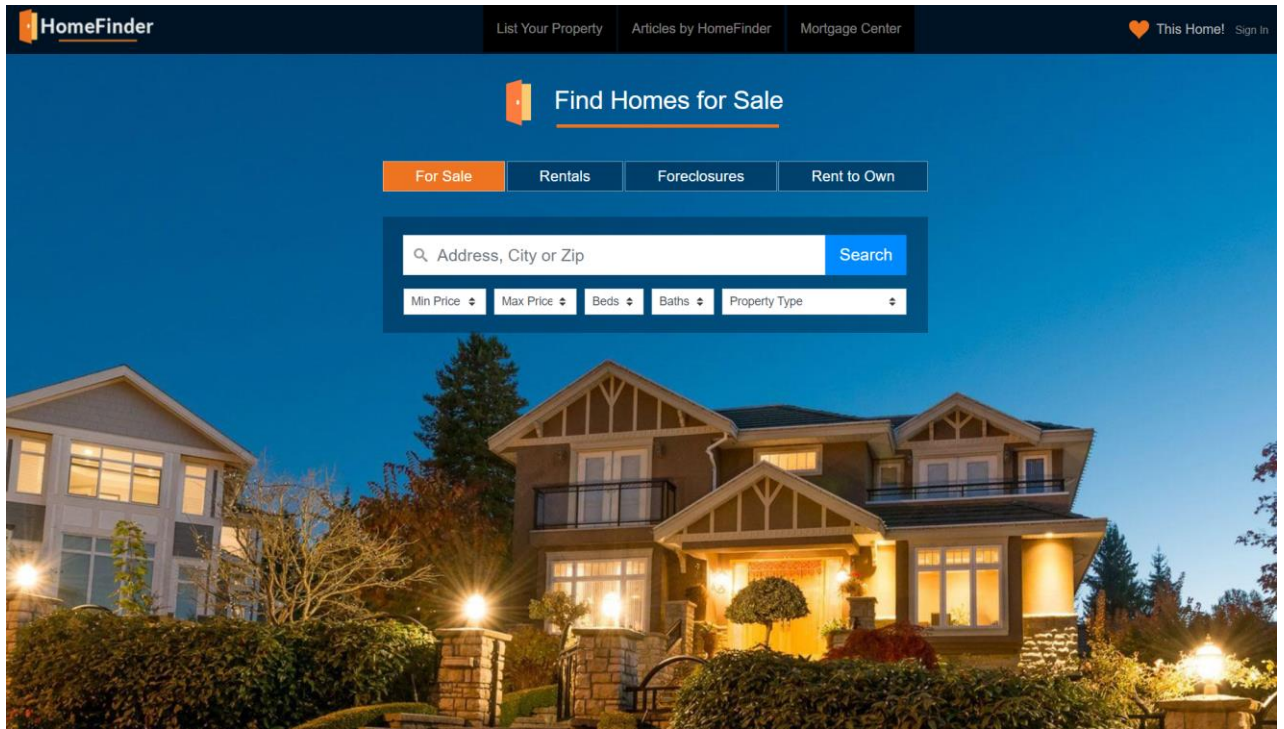 HomeFinder
List Your Property
Articles by HomeFinder
Mortgage Center
This Home! Sign In
Find Homes for Sale
For Sale
Rentals
Foreclosures
Rent to Own
Address, City or Zip
Search
Min Price
Max Price
Beds
Baths
Property Type